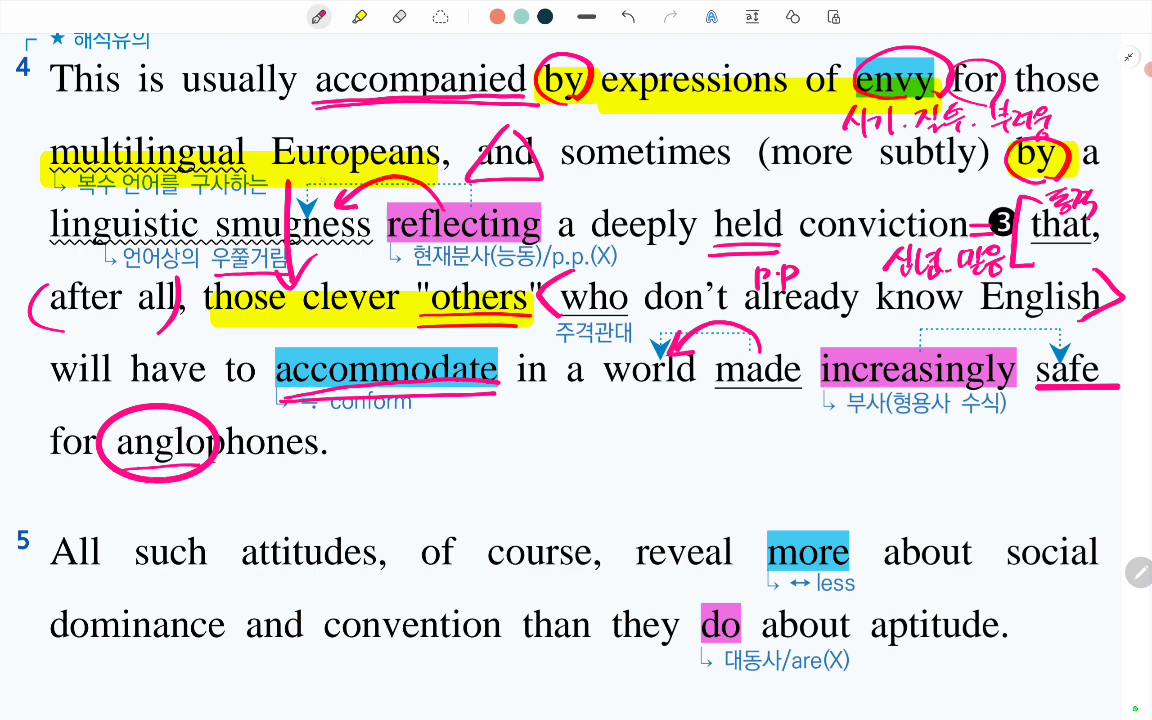 ★ 해석유의
4 This is usually accompanied by expressions of envy for those
시기 · 질투 · 부러움
multilingual Europeans, and sometimes (more subtly) by a
복수 언어를 구사하는
동격
linguistic smugness reflecting a deeply held conviction = ❸ that,
언어상의 우쭐거림 현재분사(능동)/p.p.(X) p.p 신념. 믿음
after all, those clever "others" who don't already know English
주격관대
will have to accommodate in a world made increasingly safe
≒ conform 부사(형용사 수식)
for anglophones.
5 All such attitudes, of course, reveal more about social
↔ less
dominance and convention than they do about aptitude.
대동사/are(X)